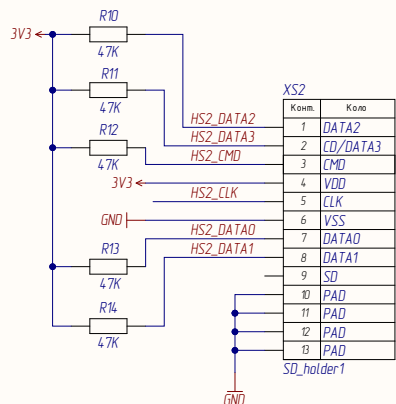 R10
3V3
47K
R11
47K
R12
47K
3V3
GND
R13
47K
R14
47K
HS2_DATA2
HS2_DATA3
HS2_CMD
HS2_CLK
HS2_DATA0
HS2_DATA1
XS2
Конт. Коло
1 DATA2
2 CD/DATA3
3 CMD
4 VDD
5 CLK
6 VSS
7 DATA0
8 DATA1
9 SD
10 PAD
11 PAD
12 PAD
13 PAD
SD_holder1
GND